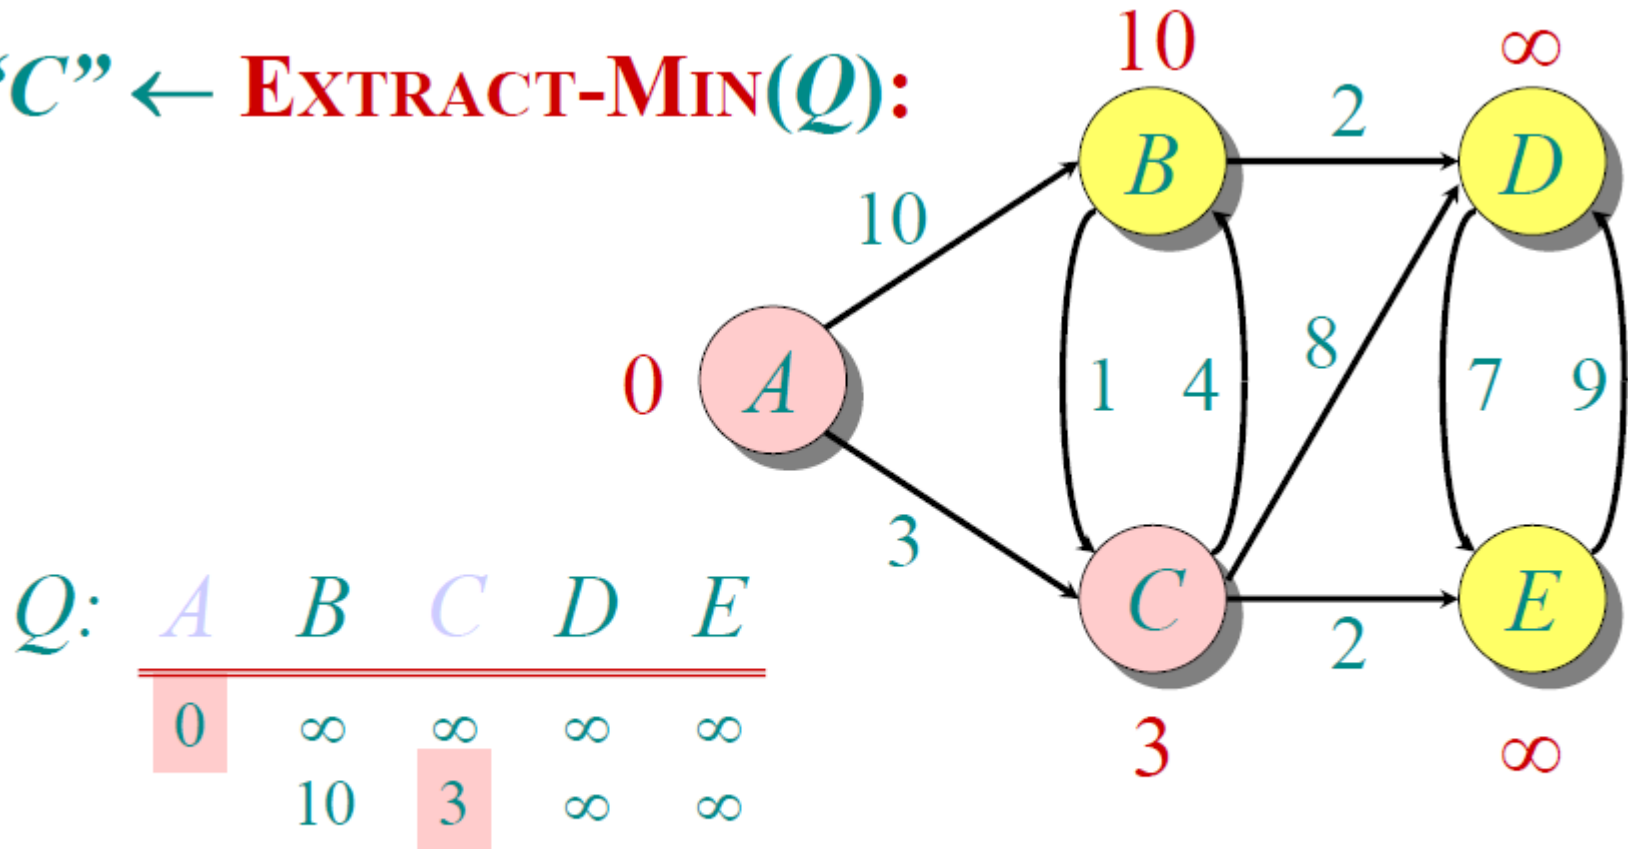 “C” ← EXTRACT-MIN(Q):
10 ∞
B 2 D
10
0 A 1 4 8 7 9
3
C 2 E
3 ∞
Q: A B C D E
0 ∞ ∞ ∞ ∞
10 3 ∞ ∞